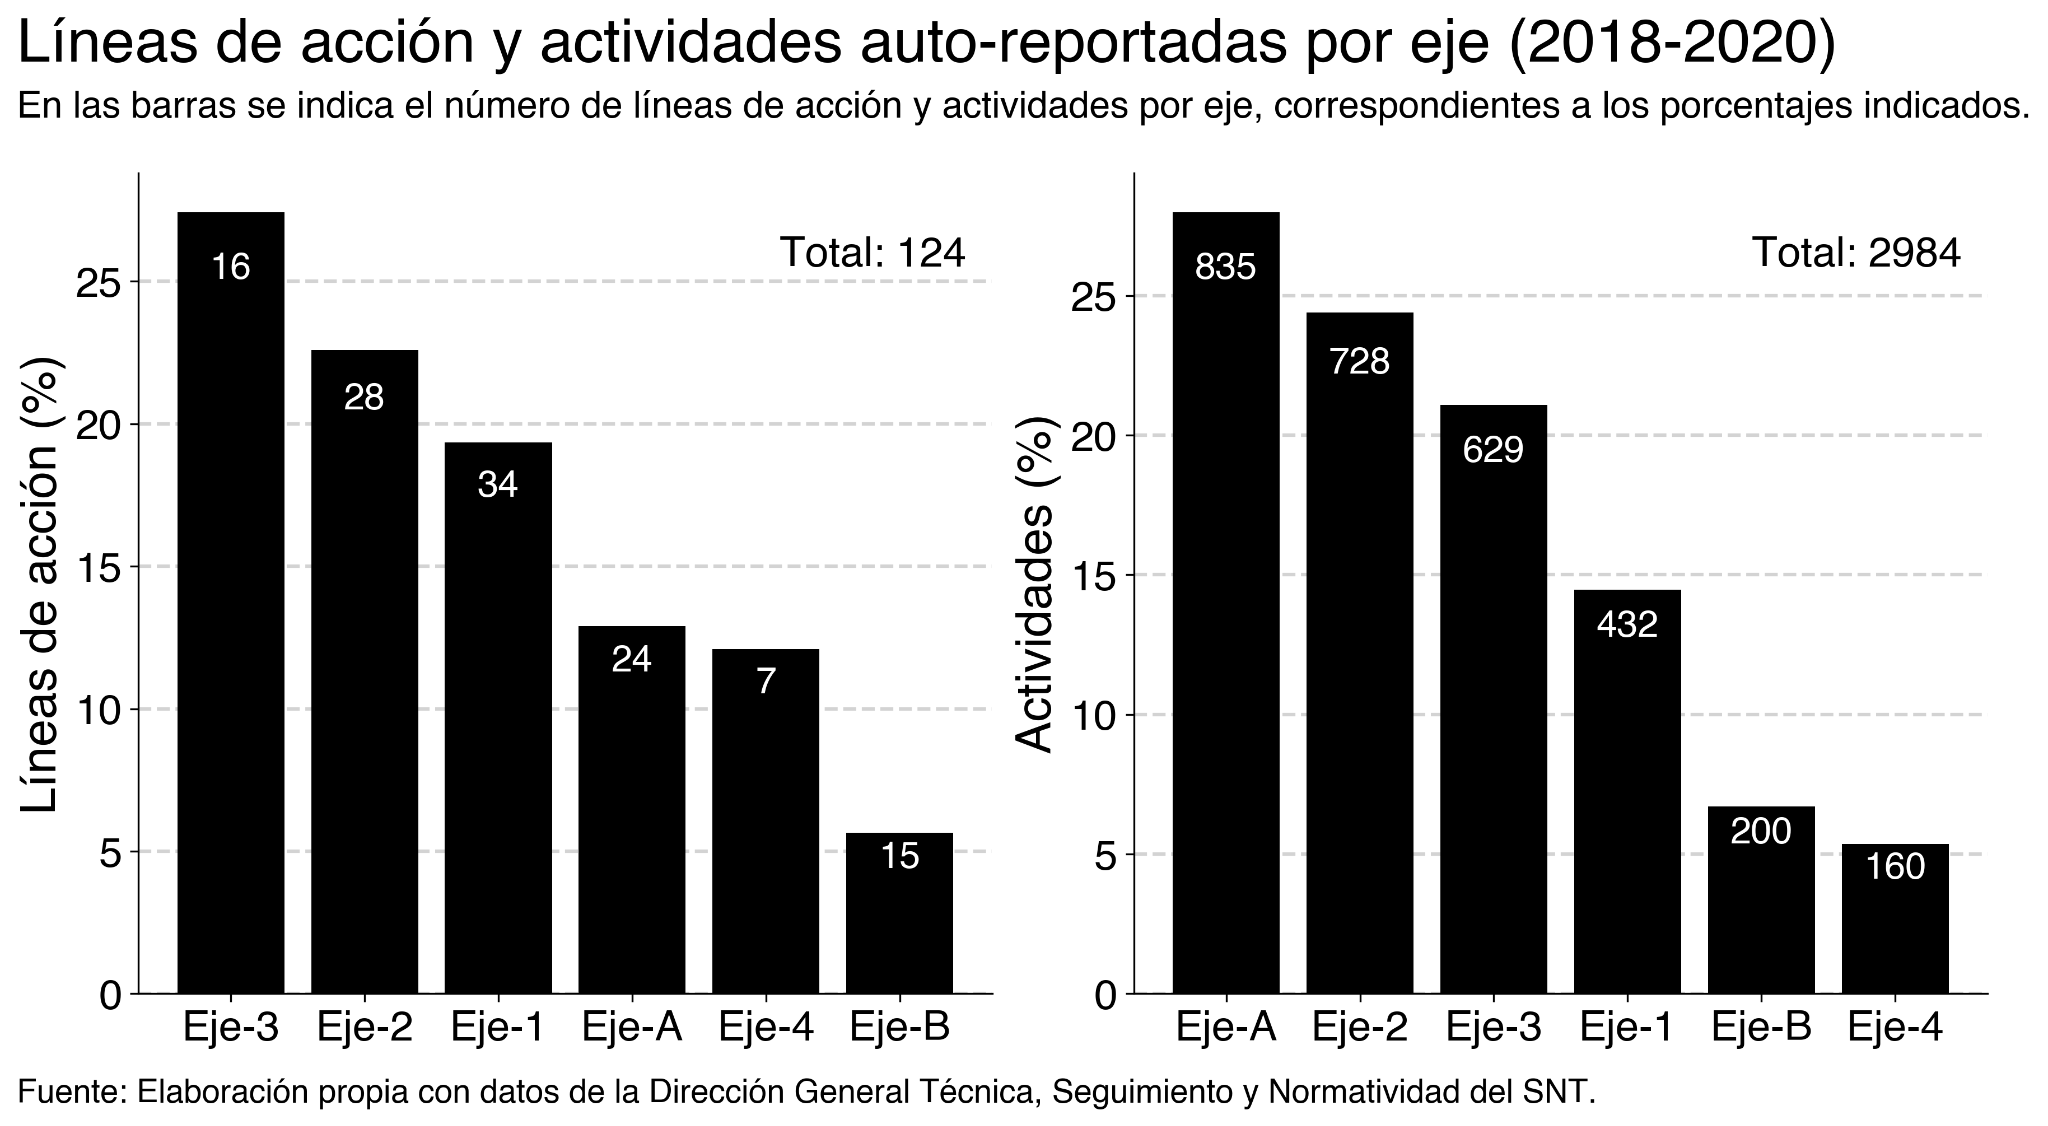 Líneas de acción y actividades auto-reportadas por eje (2018-2020)
En las barras se indica el número de líneas de acción y actividades por eje, correspondientes a los porcentajes indicados.
Líneas de acción (%)
25
20
15
10
5
0
Total: 124
16
28
34
24
7
15
Eje-3 Eje-2 Eje-1 Eje-A Eje-4 Eje-B
Actividades (%)
25
20
15
10
5
0
Total: 2984
835
728
629
432
200
160
Eje-A Eje-2 Eje-3 Eje-1 Eje-B Eje-4
Fuente: Elaboración propia con datos de la Dirección General Técnica, Seguimiento y Normatividad del SNT.